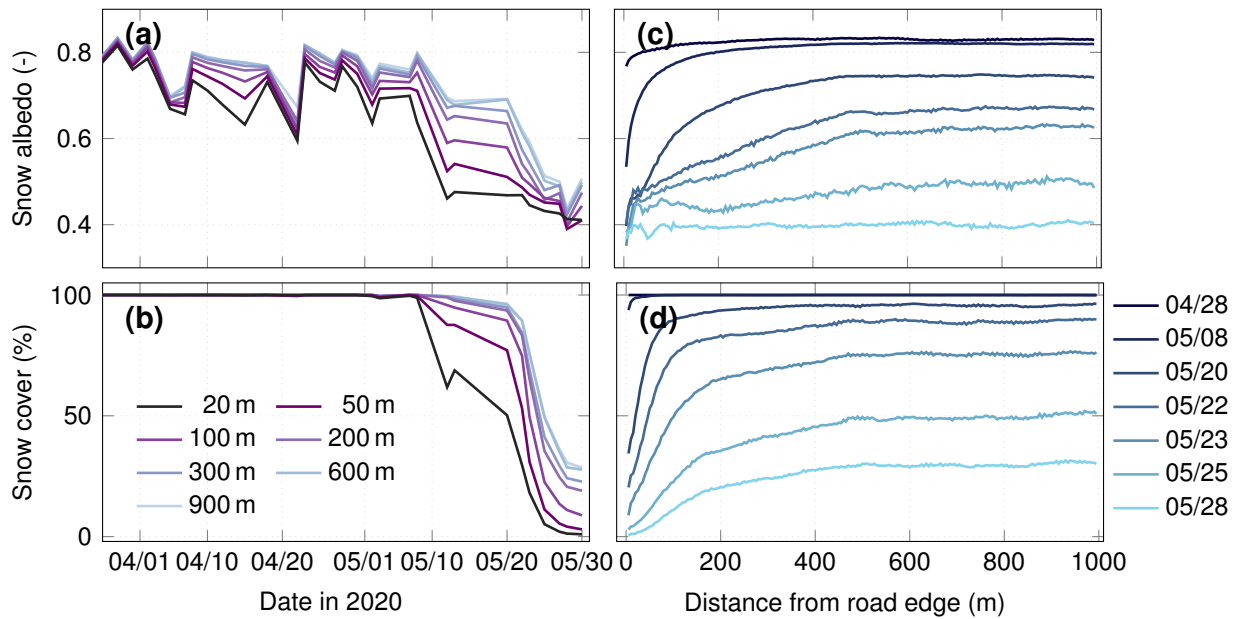 (a)
Snow albedo (-)
0.8
0.6
0.4
(c)
(b)
Snow cover (%)
100
50
0
20 m
50 m
100 m
200 m
300 m
600 m
900 m
04/01
04/10
04/20
05/01
05/10
05/20
05/30
Date in 2020
(d)
0
200
400
600
800
1000
Distance from road edge (m)
04/28
05/08
05/20
05/22
05/23
05/25
05/28